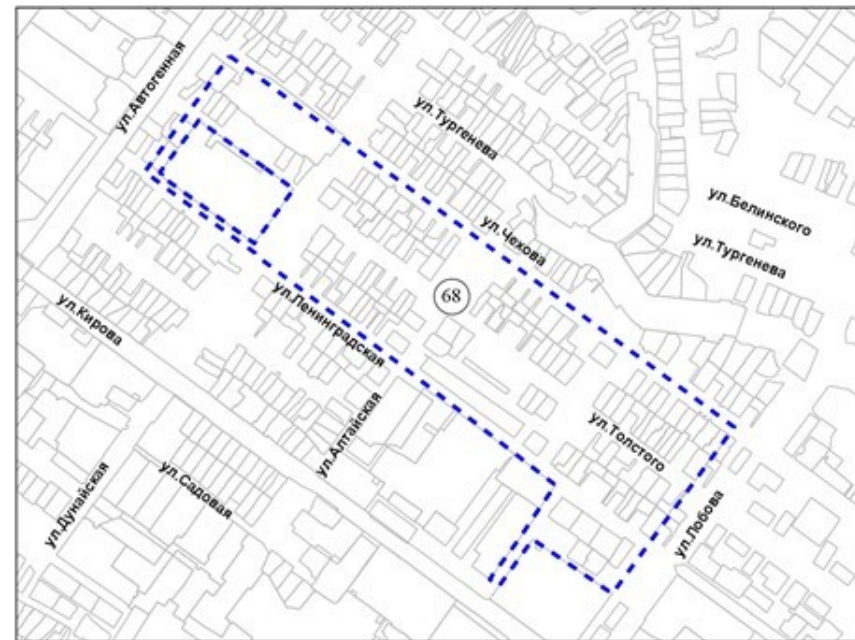 ул.Автогенная
ул.Тургенева
ул.Белинского
ул.Чехова
ул.Тургенева
68
ул.Кирова
ул.Ленинградская
ул.Алтайская
ул.Толстого
ул.Садовая
ул.Дунайская
ул.Лобова